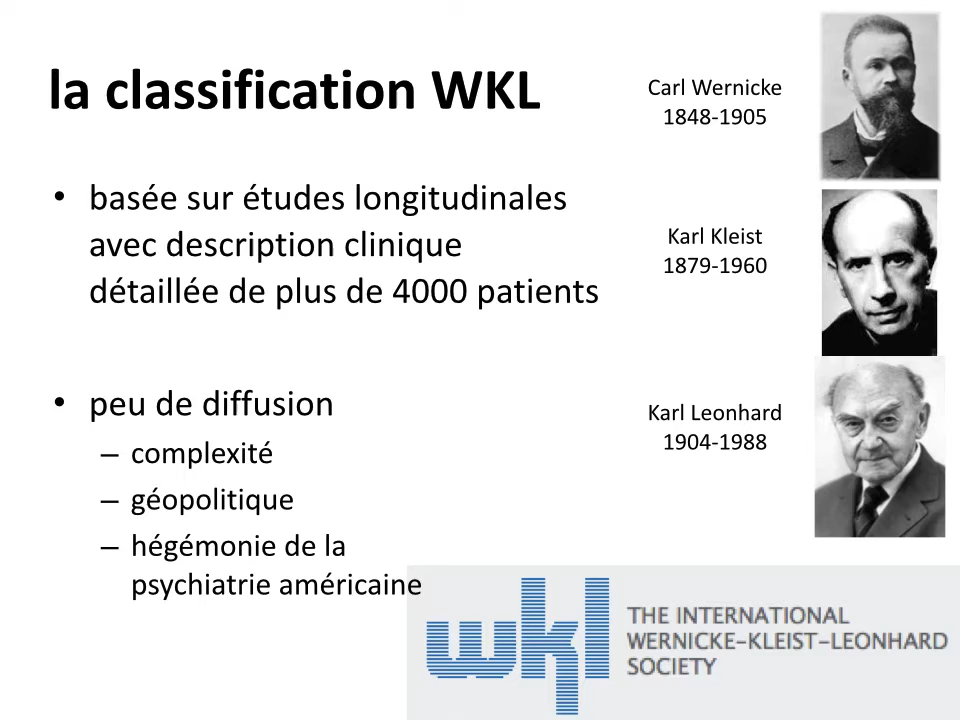 la classification WKL
Carl Wernicke
1848-1905
• basée sur études longitudinales
avec description clinique
détaillée de plus de 4000 patients
Karl Kleist
1879-1960
• peu de diffusion
– complexité
– géopolitique
– hégémonie de la
psychiatrie américaine
Karl Leonhard
1904-1988
wkl
THE INTERNATIONAL
WERNICKE–KLEIST–LEONHARD
SOCIETY